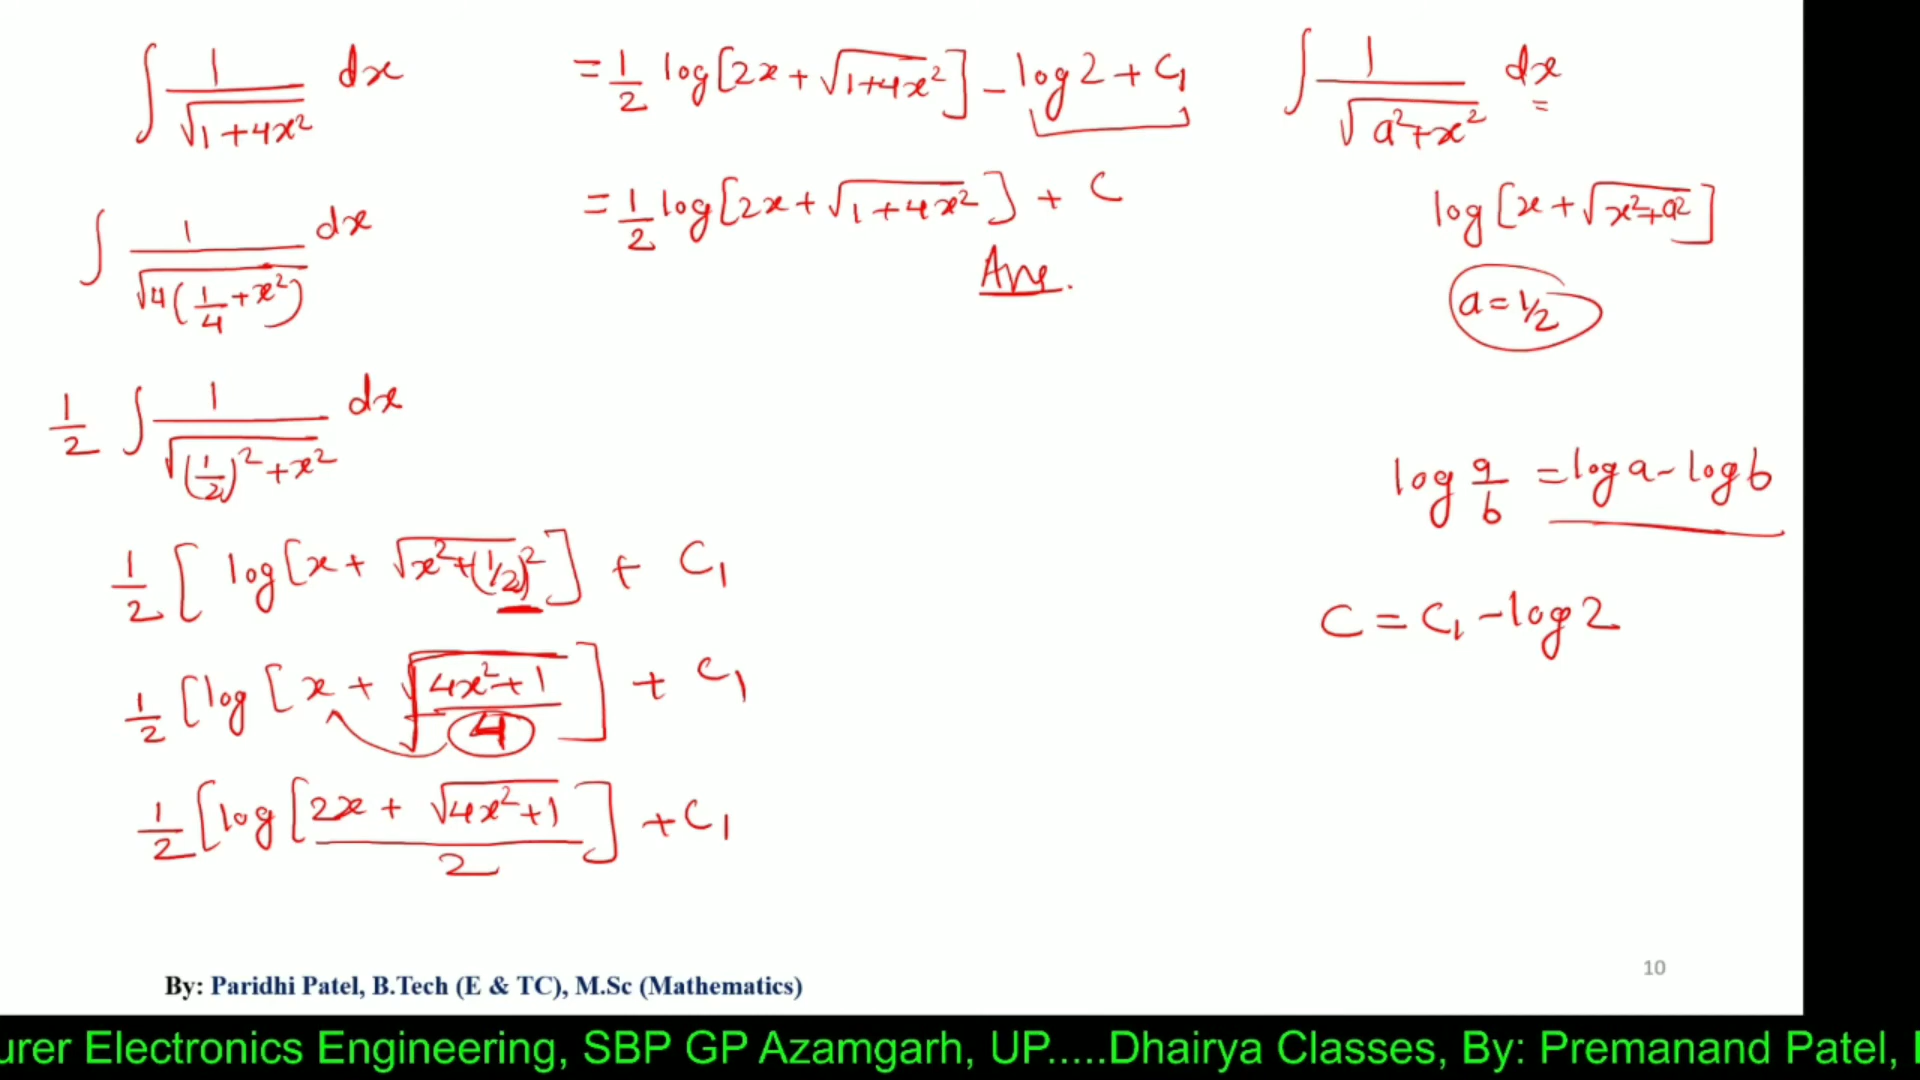 ∫ 1/√(1+4x²) dx
∫ 1/√(4(1/4+x²)) dx
1/2 ∫ 1/√((1/2)²+x²) dx
1/2 [log[x + √(x²+(1/2)²)] + C₁
1/2 [log[x + √((4x²+1)/4)] + C₁
1/2 [log[(2x + √(4x²+1))/2] + C₁
= 1/2 log[2x + √(1+4x²)] - log2 + C₁
= 1/2 log[2x + √(1+4x²)] + C
Ans.
∫ 1/√(a²+x²) dx =
log[x + √(x²+a²)]
a = 1/2
log a/b = log a - log b
C = C₁ - log 2
10
By: Paridhi Patel, B.Tech (E & TC), M.Sc (Mathematics)
urer Electronics Engineering, SBP GP Azamgarh, UP.....Dhairya Classes, By: Premanand Patel,